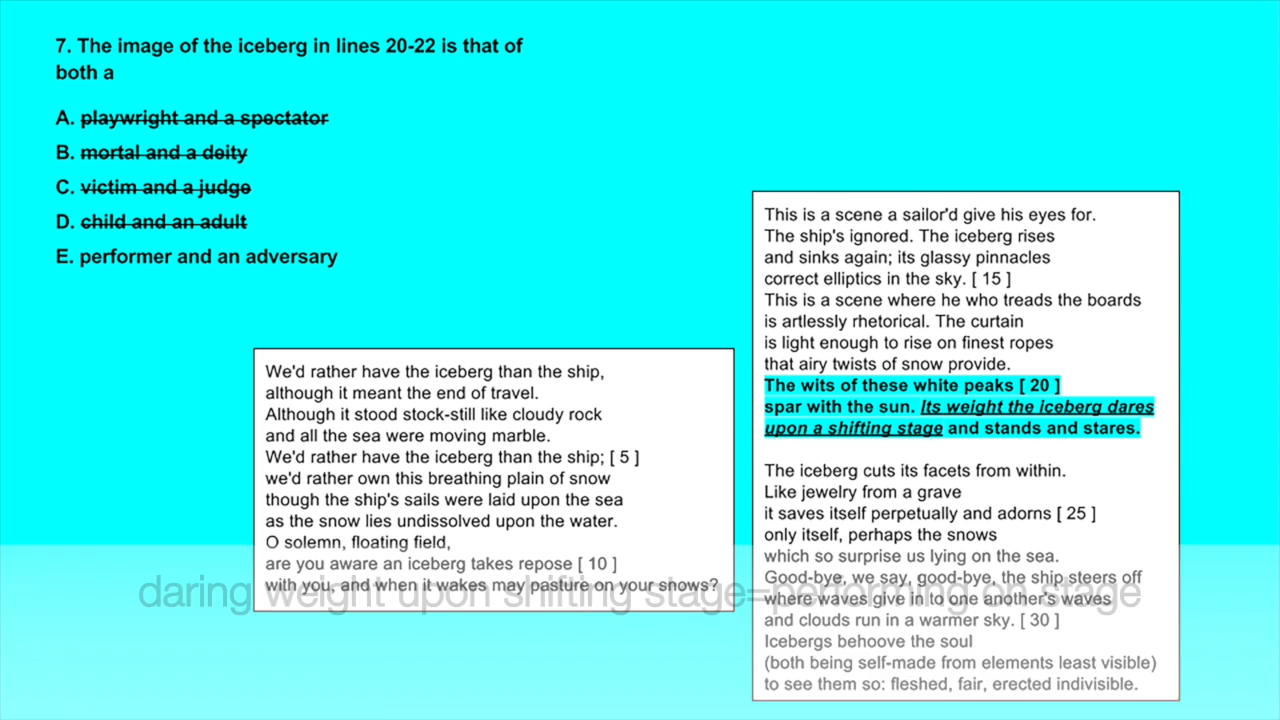 7. The image of the iceberg in lines 20-22 is that of
both a
A. playwright and a spectator
B. mortal and a deity
C. victim and a judge
D. child and an adult
E. performer and an adversary
We'd rather have the iceberg than the ship,
although it meant the end of travel.
Although it stood stock-still like cloudy rock
and all the sea were moving marble.
We'd rather have the iceberg than the ship; [ 5 ]
we'd rather own this breathing plain of snow
though the ship's sails were laid upon the sea
as the snow lies undissolved upon the water.
O solemn, floating field,
are you aware an iceberg takes repose [ 10 ]
with you, and when it wakes may pasture on your snows?
This is a scene a sailor'd give his eyes for.
The ship's ignored. The iceberg rises
and sinks again; its glassy pinnacles
correct elliptics in the sky. [ 15 ]
This is a scene where he who treads the boards
is artlessly rhetorical. The curtain
is light enough to rise on finest ropes
that airy twists of snow provide.
The wits of these white peaks [ 20 ]
spar with the sun. Its weight the iceberg dares
upon a shifting stage and stands and stares.
The iceberg cuts its facets from within.
Like jewelry from a grave
it saves itself perpetually and adorns [ 25 ]
only itself, perhaps the snows
which so surprise us lying on the sea.
Good-bye, we say, good-bye, the ship steers off
where waves give in to one another's waves
and clouds run in a warmer sky. [ 30 ]
Icebergs behoove the soul
(both being self-made from elements least visible)
to see them so: fleshed, fair, erected indivisible.
daring weight upon shifting stage=performing on stage